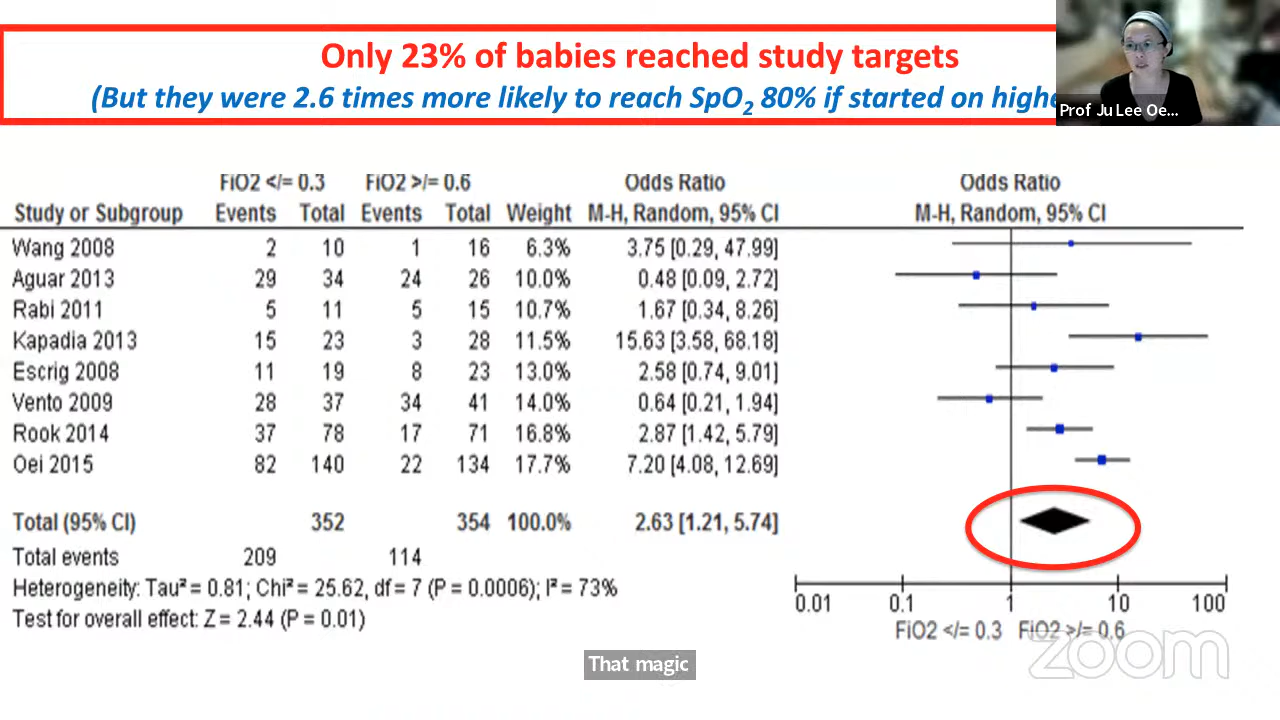 Only 23% of babies reached study targets
(But they were 2.6 times more likely to reach SpO2 80% if started on highe
Prof Ju Lee Oe...
FiO2 </= 0.3 FiO2 >/= 0.6 Odds Ratio Odds Ratio
Study or Subgroup Events Total Events Total Weight M-H, Random, 95% CI M-H, Random, 95% CI
Wang 2008 2 10 1 16 6.3% 3.75 [0.29, 47.99]
Aguar 2013 29 34 24 26 10.0% 0.48 [0.09, 2.72]
Rabi 2011 5 11 5 15 10.7% 1.67 [0.34, 8.26]
Kapadia 2013 15 23 3 28 11.5% 15.63 [3.58, 68.18]
Escrig 2008 11 19 8 23 13.0% 2.58 [0.74, 9.01]
Vento 2009 28 37 34 41 14.0% 0.64 [0.21, 1.94]
Rook 2014 37 78 17 71 16.8% 2.87 [1.42, 5.79]
Oei 2015 82 140 22 134 17.7% 7.20 [4.08, 12.69]
Total (95% CI) 352 354 100.0% 2.63 [1.21, 5.74]
Total events 209 114
Heterogeneity: Tau² = 0.81; Chi² = 25.62, df = 7 (P = 0.0006); I² = 73%
Test for overall effect: Z = 2.44 (P = 0.01)
0.01 0.1 1 10 100
FiO2 </= 0.3 FiO2 >/= 0.6
zoom
That magic